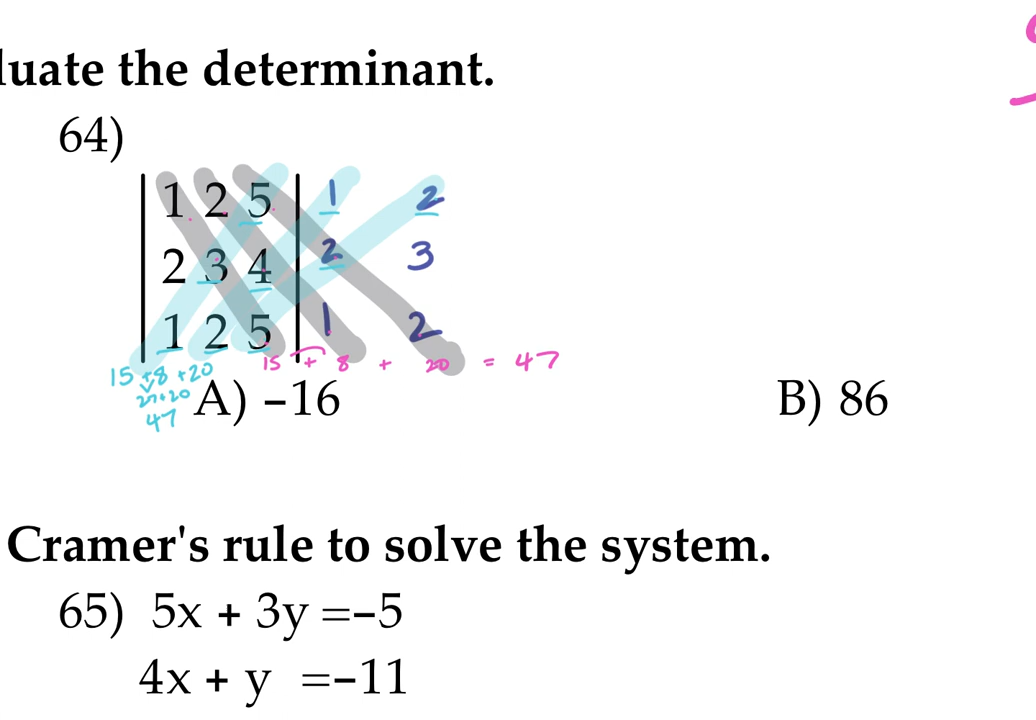 luate the determinant.
64)
1 2 5 1 2
2 3 4 2 3
1 2 5 1 2
15 + 8 + 20 = 47
15 + 8 + 20
27+20
47
A) –16 B) 86
Cramer's rule to solve the system.
65) 5x + 3y =–5
4x + y =–11